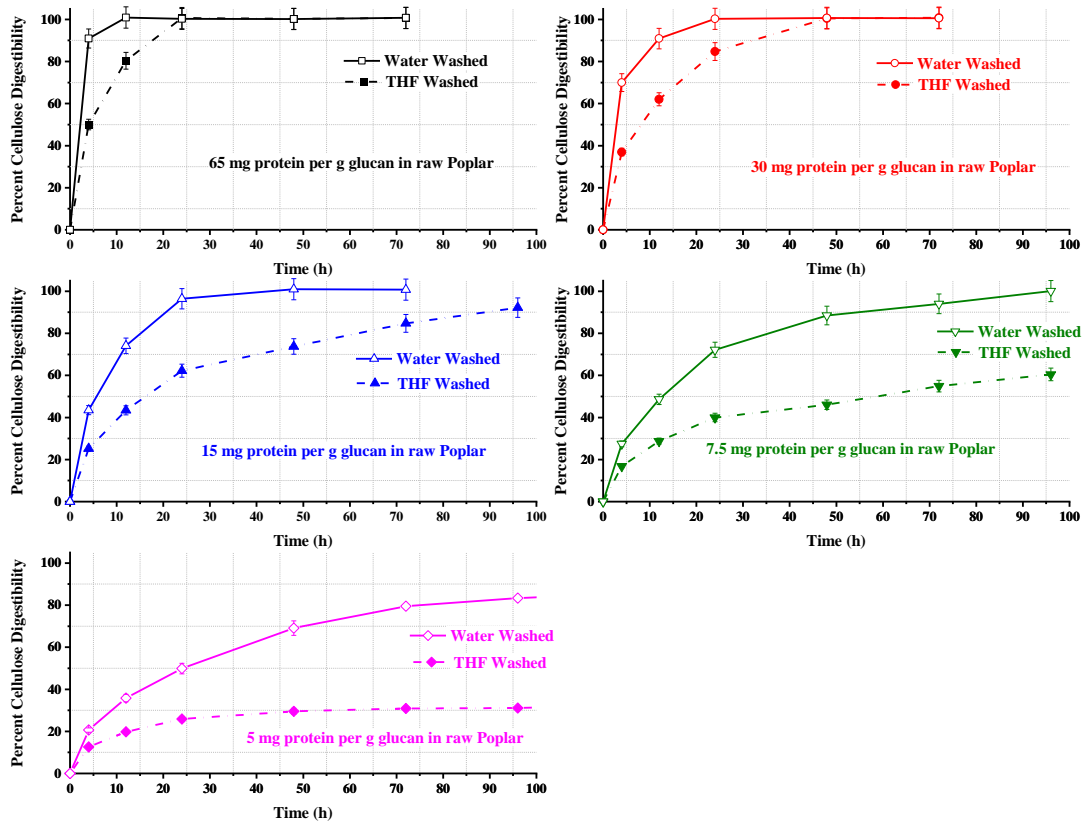 Percent Cellulose Digestibility
100
80
60
40
20
0
Water Washed
THF Washed
65 mg protein per g glucan in raw Poplar
0 10 20 30 40 50 60 70 80 90 100
Time (h)
Percent Cellulose Digestibility
100
80
60
40
20
0
Water Washed
THF Washed
30 mg protein per g glucan in raw Poplar
0 10 20 30 40 50 60 70 80 90 100
Time (h)
Percent Cellulose Digestibility
100
80
60
40
20
0
Water Washed
THF Washed
15 mg protein per g glucan in raw Poplar
0 10 20 30 40 50 60 70 80 90 100
Time (h)
Percent Cellulose Digestibility
100
80
60
40
20
0
Water Washed
THF Washed
7.5 mg protein per g glucan in raw Poplar
0 10 20 30 40 50 60 70 80 90 100
Time (h)
Percent Cellulose Digestibility
100
80
60
40
20
0
Water Washed
THF Washed
5 mg protein per g glucan in raw Poplar
0 10 20 30 40 50 60 70 80 90 100
Time (h)